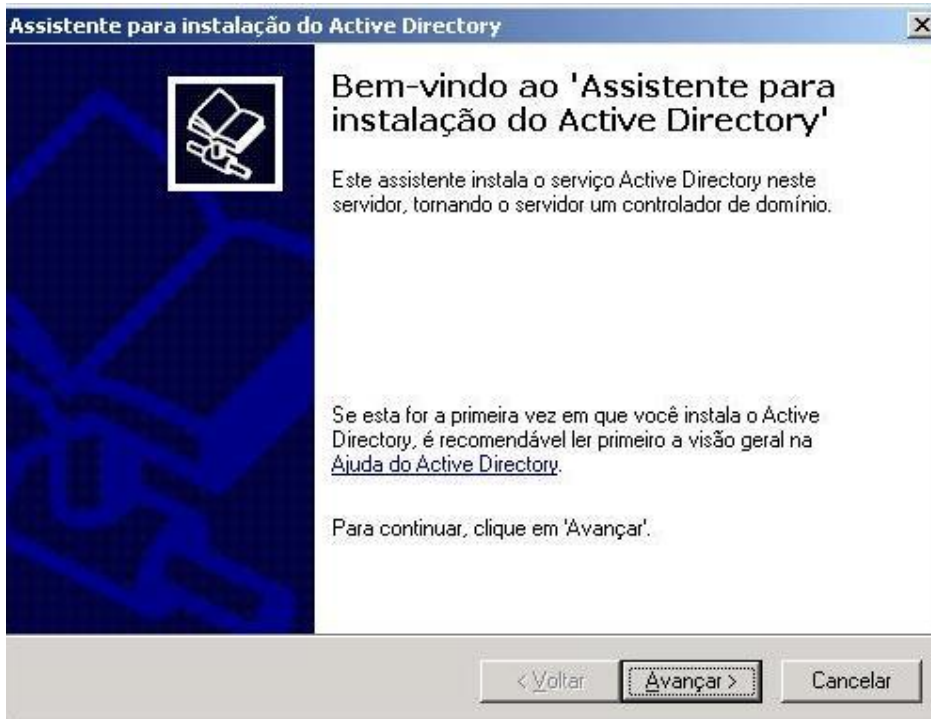 Assistente para instalação do Active Directory
Bem-vindo ao 'Assistente para
instalação do Active Directory'
Este assistente instala o serviço Active Directory neste
servidor, tornando o servidor um controlador de domínio.
Se esta for a primeira vez em que você instala o Active
Directory, é recomendável ler primeiro a visão geral na
Ajuda do Active Directory.
Para continuar, clique em 'Avançar'.
< Voltar
Avançar >
Cancelar